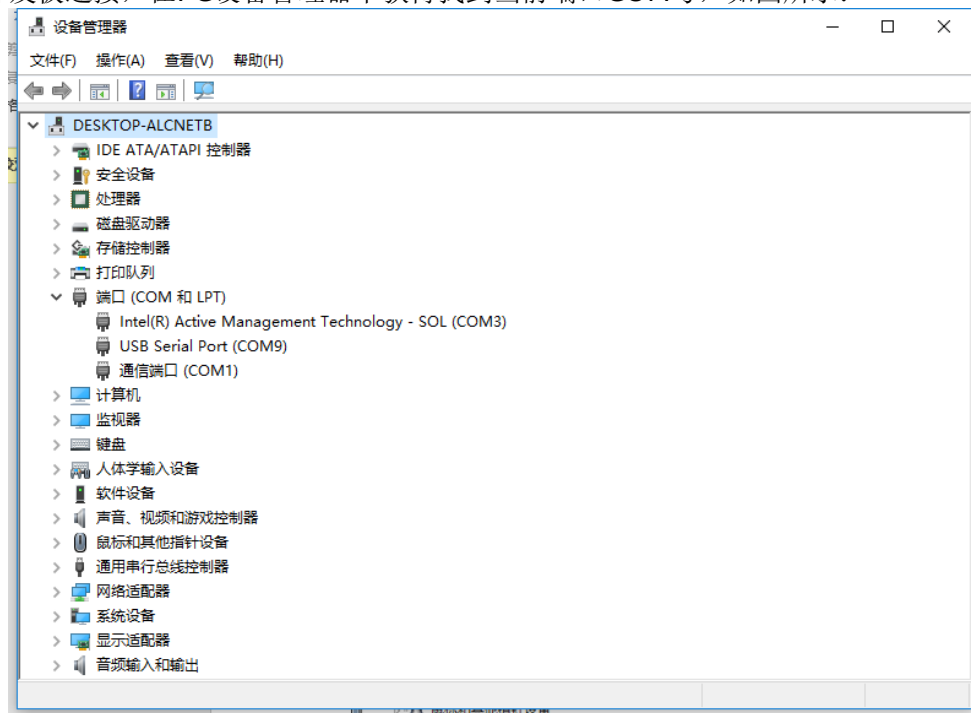 设备管理器
文件(F) 操作(A) 查看(V) 帮助(H)
DESKTOP-ALCNETB
IDE ATA/ATAPI 控制器
安全设备
处理器
磁盘驱动器
存储控制器
打印队列
端口 (COM 和 LPT)
Intel(R) Active Management Technology - SOL (COM3)
USB Serial Port (COM9)
通信端口 (COM1)
计算机
监视器
键盘
人体学输入设备
软件设备
声音、视频和游戏控制器
鼠标和其他指针设备
通用串行总线控制器
网络适配器
系统设备
显示适配器
音频输入和输出